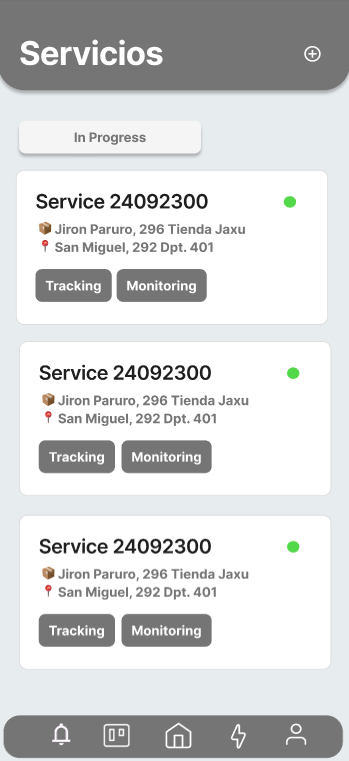 Servicios
In Progress
Service 24092300
Jiron Paruro, 296 Tienda Jaxu
San Miguel, 292 Dpt. 401
Tracking Monitoring
Service 24092300
Jiron Paruro, 296 Tienda Jaxu
San Miguel, 292 Dpt. 401
Tracking Monitoring
Service 24092300
Jiron Paruro, 296 Tienda Jaxu
San Miguel, 292 Dpt. 401
Tracking Monitoring